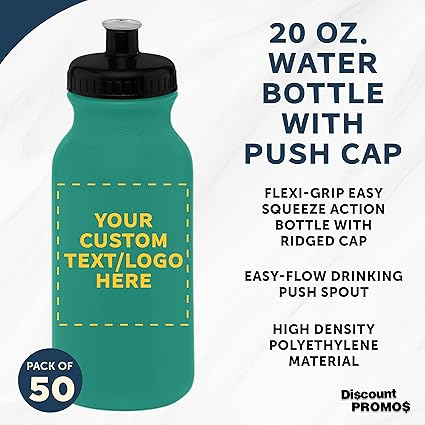 20 OZ.
WATER
BOTTLE
WITH
PUSH CAP
FLEXI-GRIP EASY
SQUEEZE ACTION
BOTTLE WITH
RIDGED CAP
EASY-FLOW DRINKING
PUSH SPOUT
HIGH DENSITY
POLYETHYLENE
MATERIAL
YOUR
CUSTOM
TEXT/LOGO
HERE
PACK OF
50
Discount
PROMO$